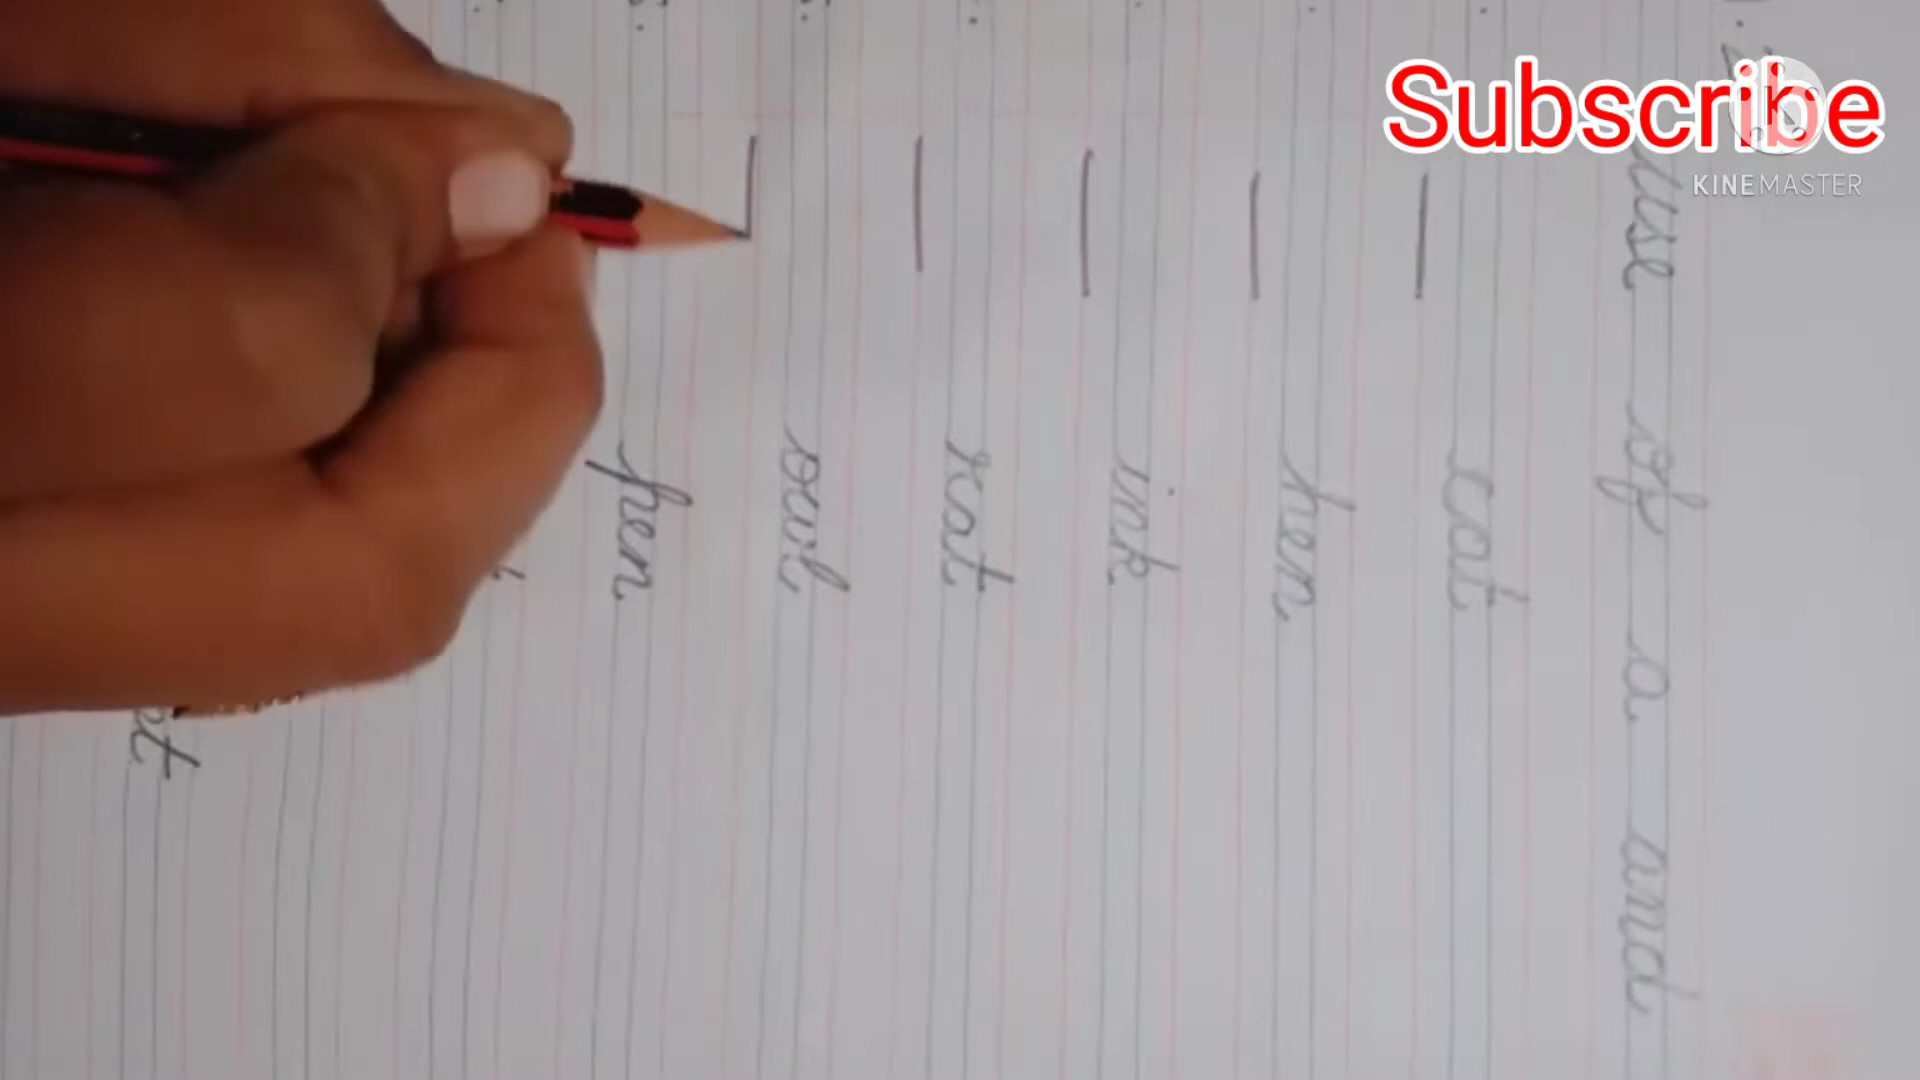 Subscribe
KINEMASTER
use of a and
cat
hen
ink
rat
owl
pen